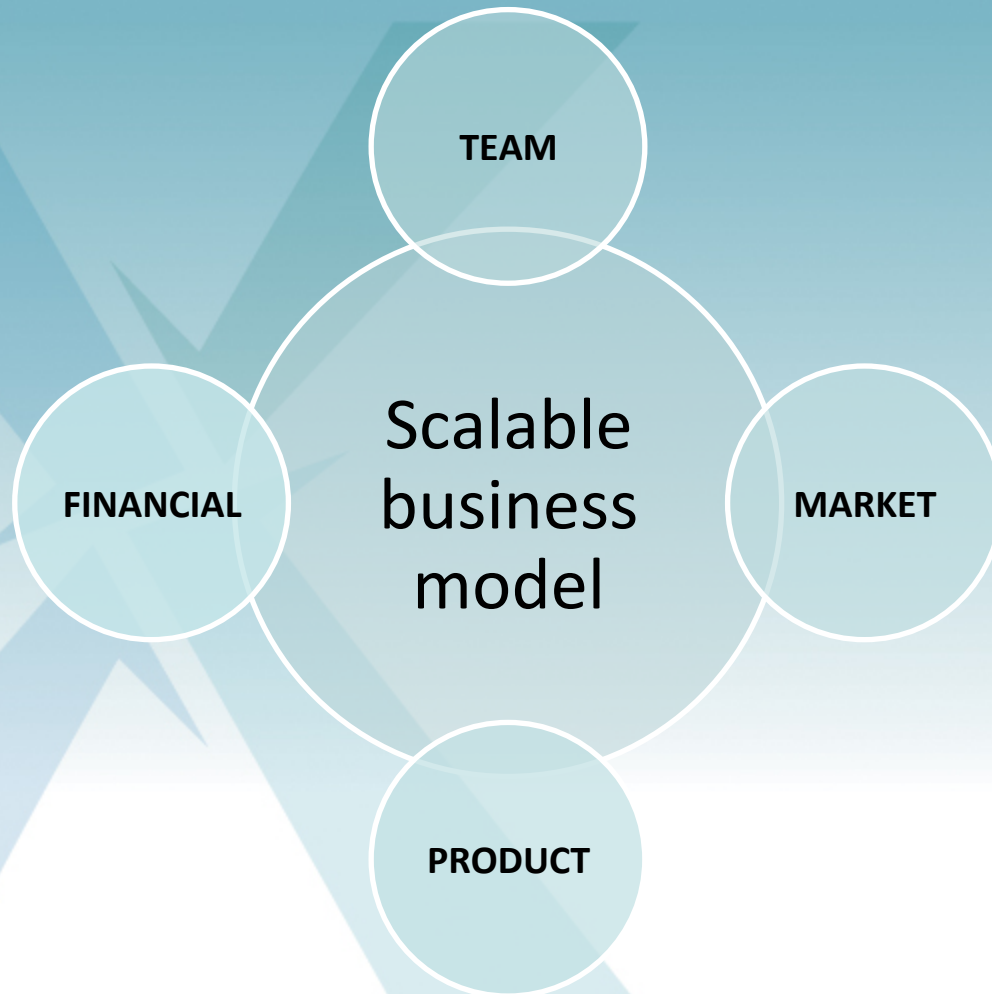 TEAM
FINANCIAL
Scalable
business
model
MARKET
PRODUCT